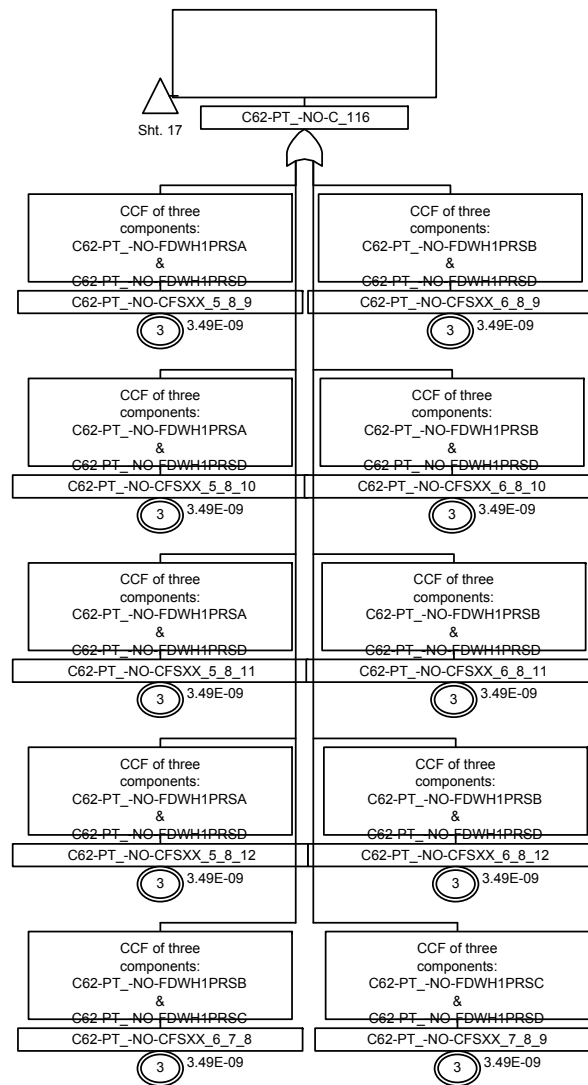 Sht. 17
C62-PT_-NO-C_116
CCF of three
components:
C62-PT_-NO-FDWH1PRSA
&
C62-PT_-NO-FDWH1PRSD
C62-PT_-NO-CFSXX_5_8_9
3
3.49E-09
CCF of three
components:
C62-PT_-NO-FDWH1PRSB
&
C62-PT_-NO-FDWH1PRSD
C62-PT_-NO-CFSXX_6_8_9
3
3.49E-09
CCF of three
components:
C62-PT_-NO-FDWH1PRSA
&
C62-PT_-NO-FDWH1PRSD
C62-PT_-NO-CFSXX_5_8_10
3
3.49E-09
CCF of three
components:
C62-PT_-NO-FDWH1PRSB
&
C62-PT_-NO-FDWH1PRSD
C62-PT_-NO-CFSXX_6_8_10
3
3.49E-09
CCF of three
components:
C62-PT_-NO-FDWH1PRSA
&
C62-PT_-NO-FDWH1PRSD
C62-PT_-NO-CFSXX_5_8_11
3
3.49E-09
CCF of three
components:
C62-PT_-NO-FDWH1PRSB
&
C62-PT_-NO-FDWH1PRSD
C62-PT_-NO-CFSXX_6_8_11
3
3.49E-09
CCF of three
components:
C62-PT_-NO-FDWH1PRSA
&
C62-PT_-NO-FDWH1PRSD
C62-PT_-NO-CFSXX_5_8_12
3
3.49E-09
CCF of three
components:
C62-PT_-NO-FDWH1PRSB
&
C62-PT_-NO-FDWH1PRSD
C62-PT_-NO-CFSXX_6_8_12
3
3.49E-09
CCF of three
components:
C62-PT_-NO-FDWH1PRSB
&
C62-PT_-NO-FDWH1PRSC
C62-PT_-NO-CFSXX_6_7_8
3
3.49E-09
CCF of three
components:
C62-PT_-NO-FDWH1PRSC
&
C62-PT_-NO-FDWH1PRSD
C62-PT_-NO-CFSXX_7_8_9
3
3.49E-09